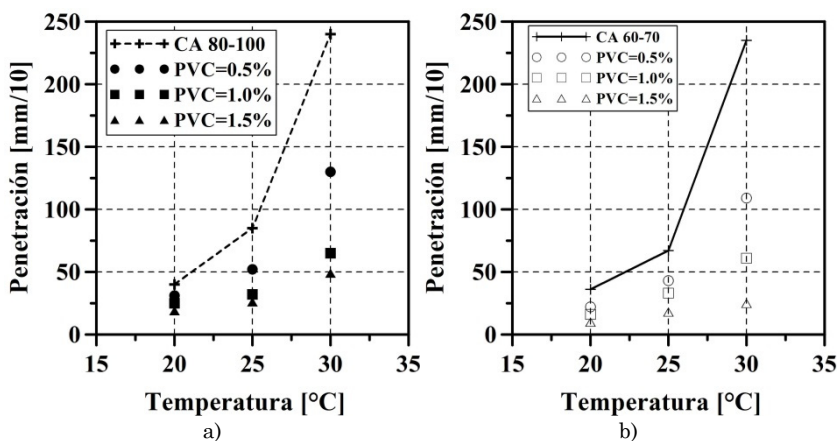 250
200
150
100
50
0
Penetración [mm/10]
CA 80-100
PVC=0.5%
PVC=1.0%
PVC=1.5%
15 20 25 30 35
Temperatura [°C]
a)
250
200
150
100
50
0
Penetración [mm/10]
CA 60-70
PVC=0.5%
PVC=1.0%
PVC=1.5%
15 20 25 30 35
Temperatura [°C]
b)